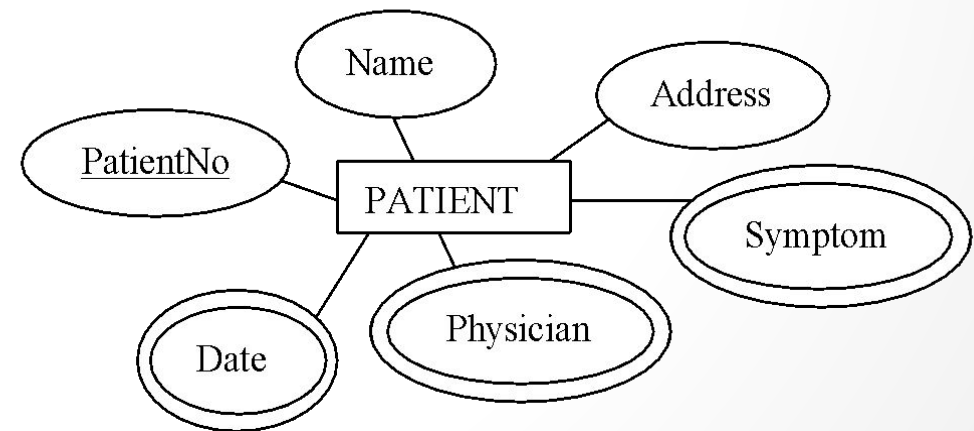 Name
Address
PatientNo
PATIENT
Symptom
Physician
Date